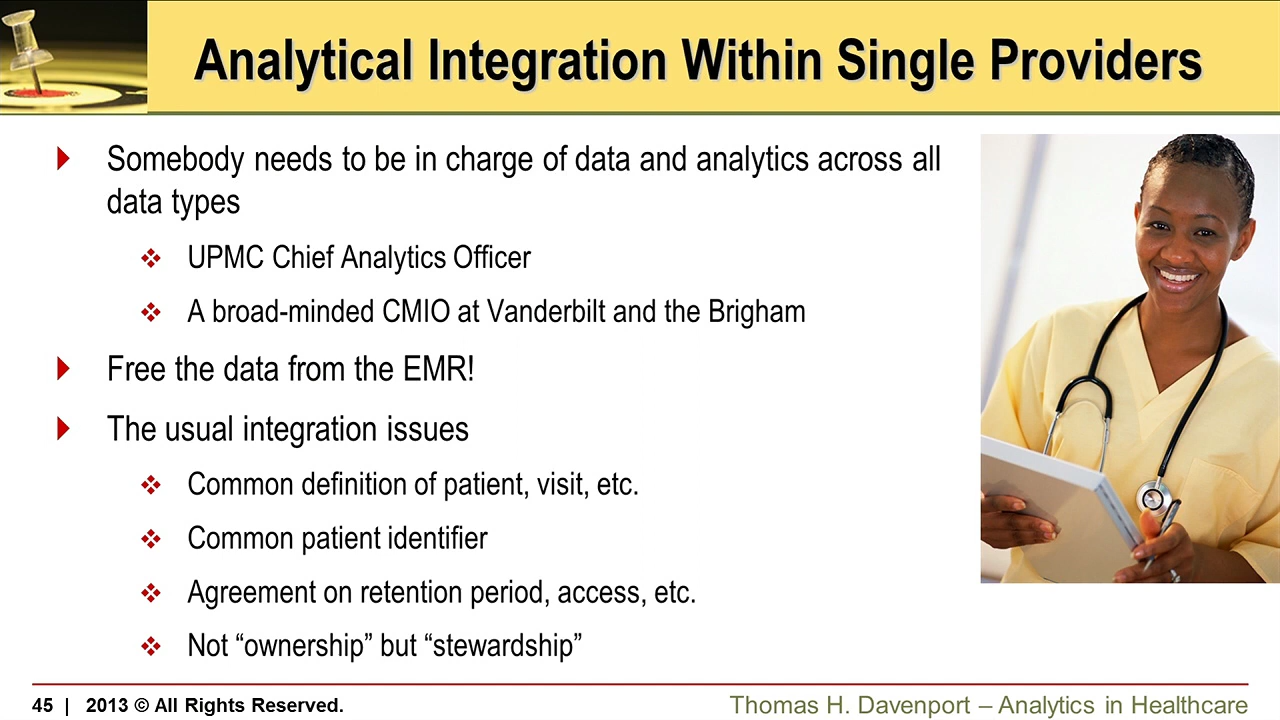 Analytical Integration Within Single Providers
Somebody needs to be in charge of data and analytics across all
data types
UPMC Chief Analytics Officer
A broad-minded CMIO at Vanderbilt and the Brigham
Free the data from the EMR!
The usual integration issues
Common definition of patient, visit, etc.
Common patient identifier
Agreement on retention period, access, etc.
Not “ownership” but “stewardship”
45 | 2013 © All Rights Reserved.
Thomas H. Davenport – Analytics in Healthcare